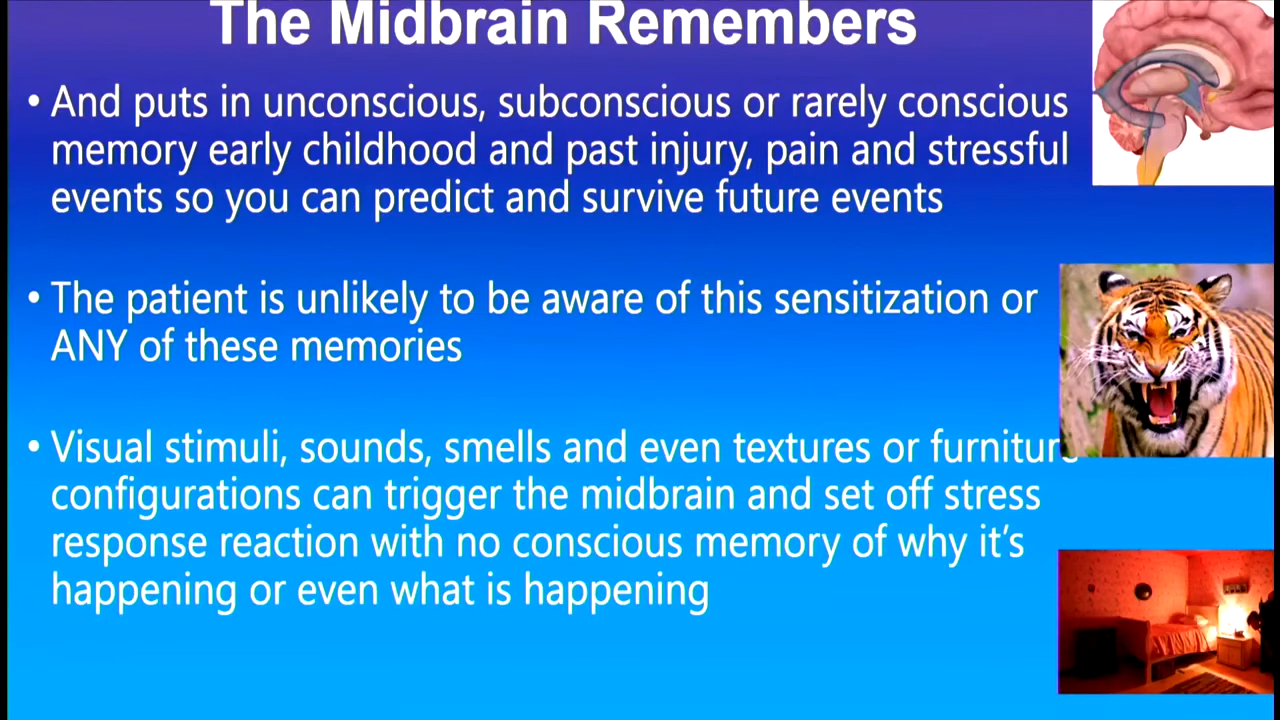 The Midbrain Remembers
• And puts in unconscious, subconscious or rarely conscious
memory early childhood and past injury, pain and stressful
events so you can predict and survive future events
• The patient is unlikely to be aware of this sensitization or
ANY of these memories
• Visual stimuli, sounds, smells and even textures or furniture
configurations can trigger the midbrain and set off stress
response reaction with no conscious memory of why it’s
happening or even what is happening